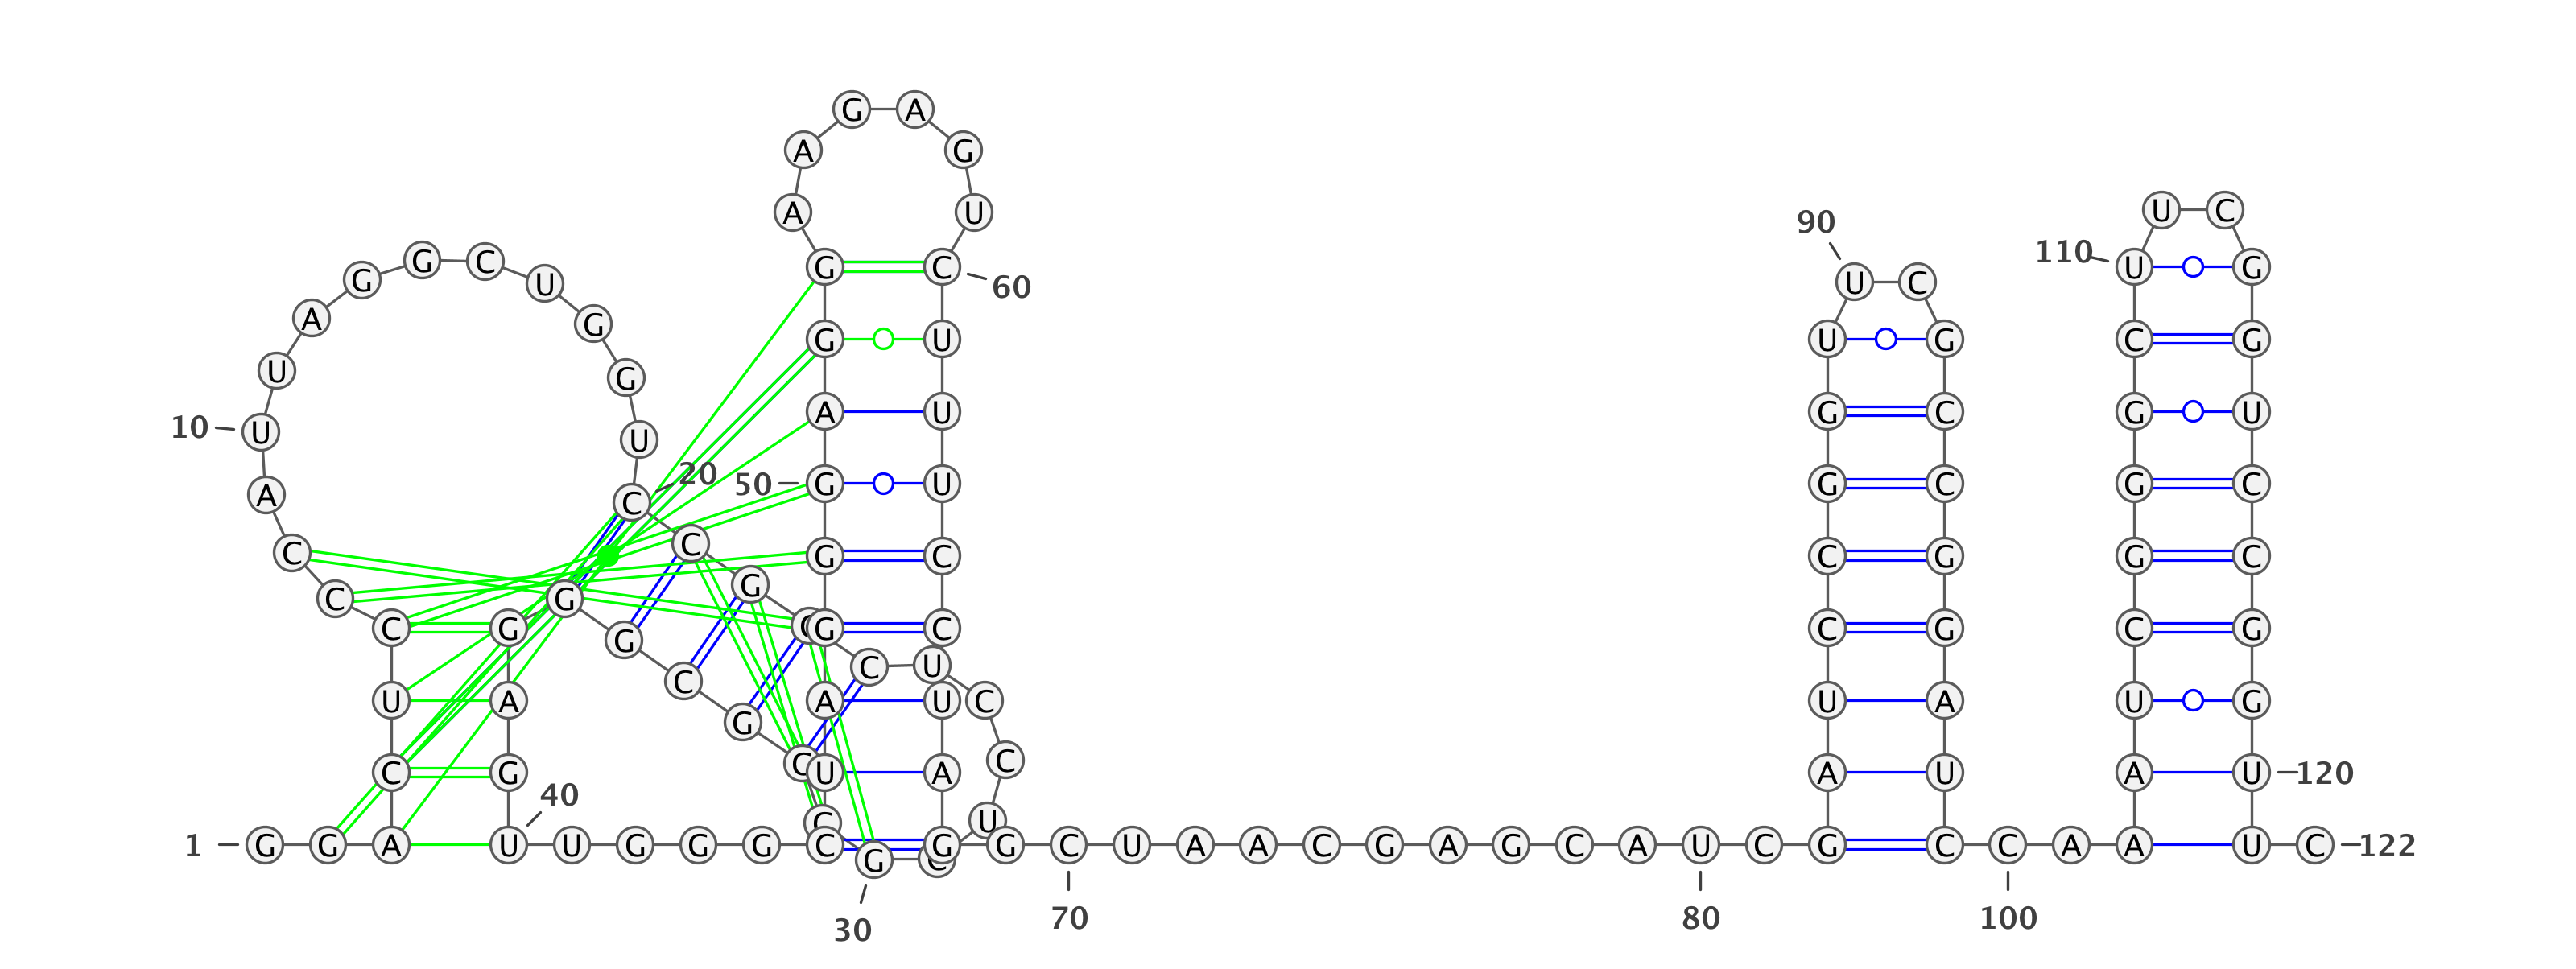 G A
A G
A U U C
90
110
G C G C U G
G U U C 60
A G
G U U G C G
U G
A U G C G U
10 U U
20
50 G U G C G C
A C
C
C G C C G G C
G
C G
C G C G C C G C G
G
C U
C
U A A U C U A U G
G
C C
C G U A A U A U 120
40
C U
1 G G A U U G G G C G G C U A A C G A G C A U C G C C A A U C 122
G C
30 70 80 100